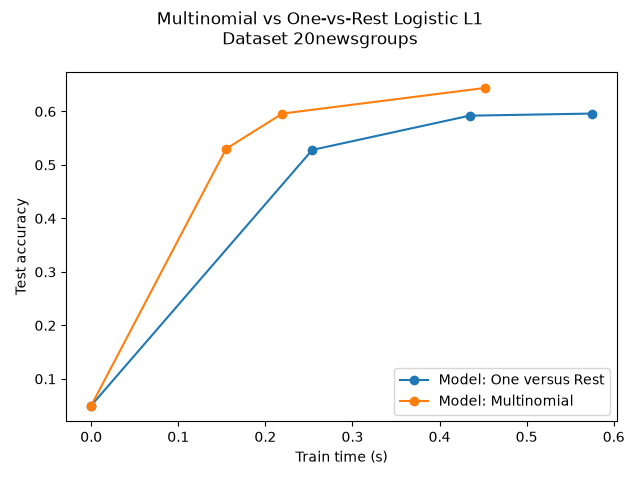 Multinomial vs One-vs-Rest Logistic L1
Dataset 20newsgroups
Test accuracy
0.6
0.5
0.4
0.3
0.2
0.1
0.0 0.1 0.2 0.3 0.4 0.5 0.6
Train time (s)
Model: One versus Rest
Model: Multinomial